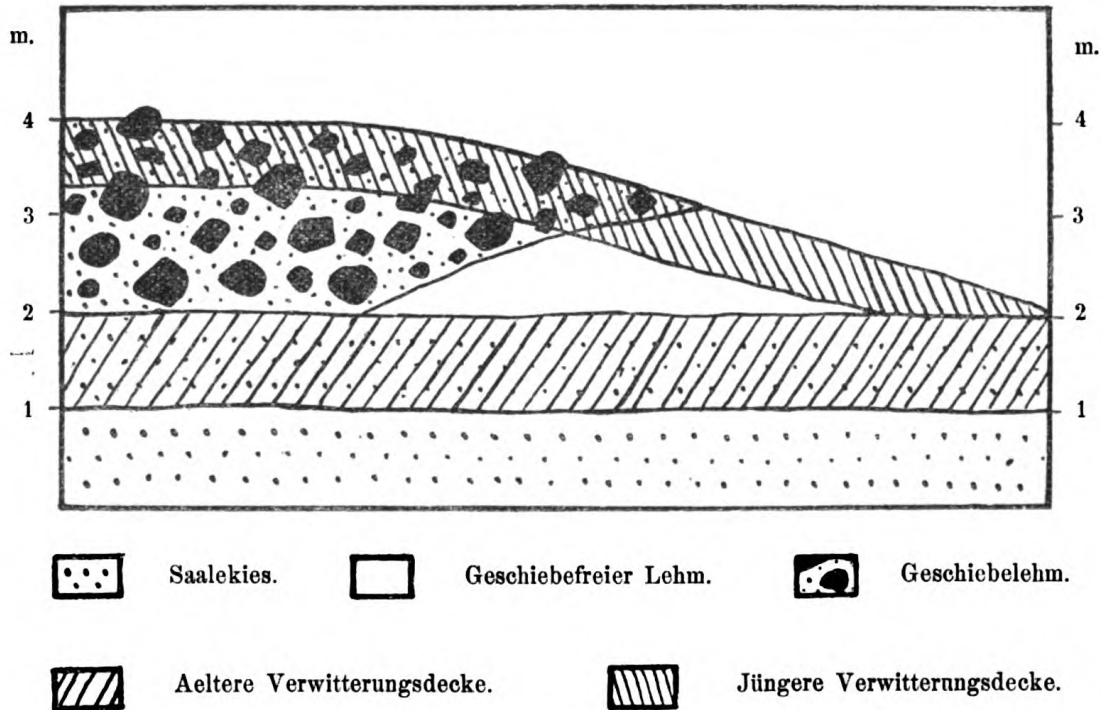 m. m.
4 4
3 3
2 2
1 1
Saalekies. Geschiebefreier Lehm. Geschiebelehm.
Aeltere Verwitterungsdecke. Jüngere Verwitterungsdecke.